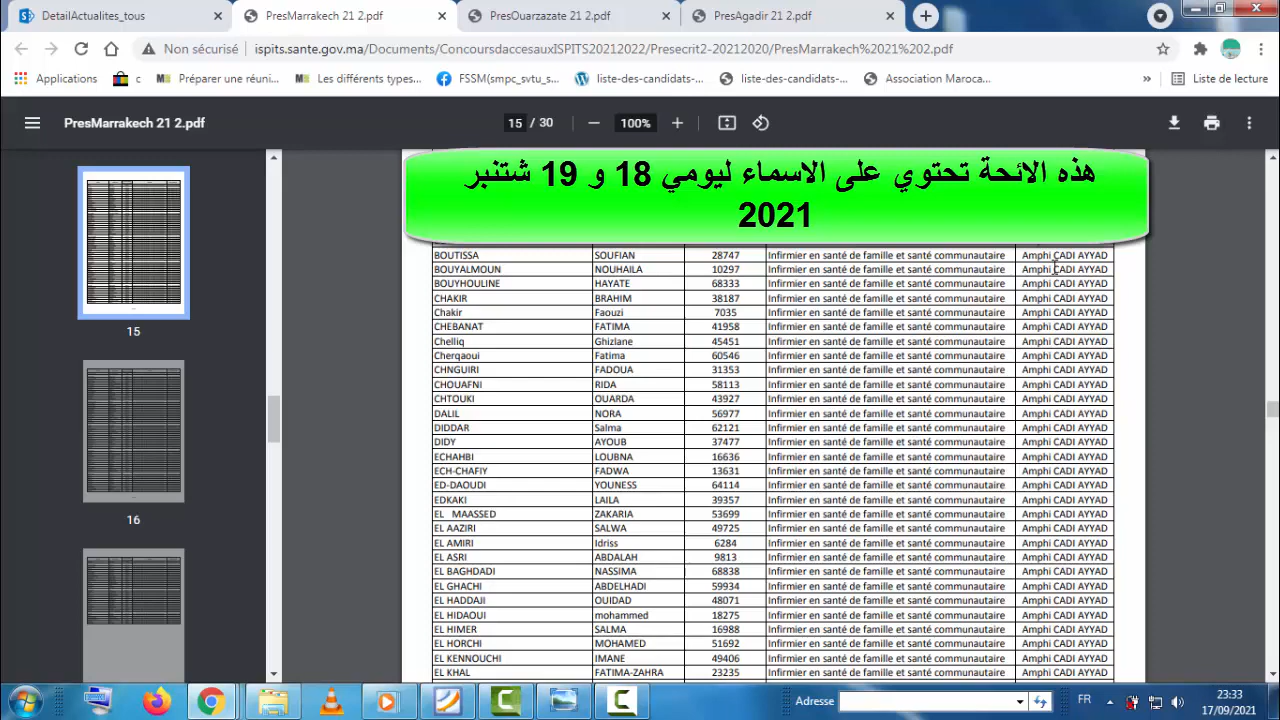 DetailActualites_tous
PresMarrakech 21 2.pdf
PresOuarzazate 21 2.pdf
PresAgadir 21 2.pdf
Non sécurisé
ispits.sante.gov.ma/Documents/ConcoursdaccesauxISPITS20212022/Presecrit2-20212020/PresMarrakech%2021%202.pdf
Applications c Préparer une réuni... Les différents types... FSSM(smpc_svtu_s... liste-des-candidats-... liste-des-candidats-... Association Maroca... » Liste de lecture
PresMarrakech 21 2.pdf 15 / 30 100%
هذه الائحة تحتوي على الاسماء ليومي 18 و 19 شتنبر
2021
BOUTISSA SOUFIAN 28747 Infirmier en santé de famille et santé communautaire Amphi CADI AYYAD
BOUYALMOUN NOUHAILA 10297 Infirmier en santé de famille et santé communautaire Amphi CADI AYYAD
BOUYHOULINE HAYATE 68333 Infirmier en santé de famille et santé communautaire Amphi CADI AYYAD
CHAKIR BRAHIM 38187 Infirmier en santé de famille et santé communautaire Amphi CADI AYYAD
Chakir Faouzi 7035 Infirmier en santé de famille et santé communautaire Amphi CADI AYYAD
CHEBANAT FATIMA 41958 Infirmier en santé de famille et santé communautaire Amphi CADI AYYAD
Chelliq Ghizlane 45451 Infirmier en santé de famille et santé communautaire Amphi CADI AYYAD
Cherqaoui Fatima 60546 Infirmier en santé de famille et santé communautaire Amphi CADI AYYAD
CHNGUIRI FADOUA 31353 Infirmier en santé de famille et santé communautaire Amphi CADI AYYAD
CHOUAFNI RIDA 58113 Infirmier en santé de famille et santé communautaire Amphi CADI AYYAD
CHTOUKI OUARDA 43927 Infirmier en santé de famille et santé communautaire Amphi CADI AYYAD
DALIL NORA 56977 Infirmier en santé de famille et santé communautaire Amphi CADI AYYAD
DIDDAR Salma 62121 Infirmier en santé de famille et santé communautaire Amphi CADI AYYAD
DIDY AYOUB 37477 Infirmier en santé de famille et santé communautaire Amphi CADI AYYAD
ECHAHBI LOUBNA 16636 Infirmier en santé de famille et santé communautaire Amphi CADI AYYAD
ECH-CHAFIY FADWA 13631 Infirmier en santé de famille et santé communautaire Amphi CADI AYYAD
ED-DAOUDI YOUNESS 64114 Infirmier en santé de famille et santé communautaire Amphi CADI AYYAD
EDKAKI LAILA 39357 Infirmier en santé de famille et santé communautaire Amphi CADI AYYAD
EL MAASSED ZAKARIA 53699 Infirmier en santé de famille et santé communautaire Amphi CADI AYYAD
EL AAZIRI SALWA 49725 Infirmier en santé de famille et santé communautaire Amphi CADI AYYAD
EL AMIRI Idriss 6284 Infirmier en santé de famille et santé communautaire Amphi CADI AYYAD
EL ASRI ABDALAH 9813 Infirmier en santé de famille et santé communautaire Amphi CADI AYYAD
EL BAGHDADI NASSIMA 68838 Infirmier en santé de famille et santé communautaire Amphi CADI AYYAD
EL GHACHI ABDELHADI 59934 Infirmier en santé de famille et santé communautaire Amphi CADI AYYAD
EL HADDAJI OUIDAD 48071 Infirmier en santé de famille et santé communautaire Amphi CADI AYYAD
EL HIDAOUI mohammed 18275 Infirmier en santé de famille et santé communautaire Amphi CADI AYYAD
EL HIMER SALMA 16988 Infirmier en santé de famille et santé communautaire Amphi CADI AYYAD
EL HORCHI MOHAMED 51692 Infirmier en santé de famille et santé communautaire Amphi CADI AYYAD
EL KENNOUCHI IMANE 49406 Infirmier en santé de famille et santé communautaire Amphi CADI AYYAD
EL KHAL FATIMA-ZAHRA 23235 Infirmier en santé de famille et santé communautaire Amphi CADI AYYAD
15
16
Adresse FR 23:33
17/09/2021